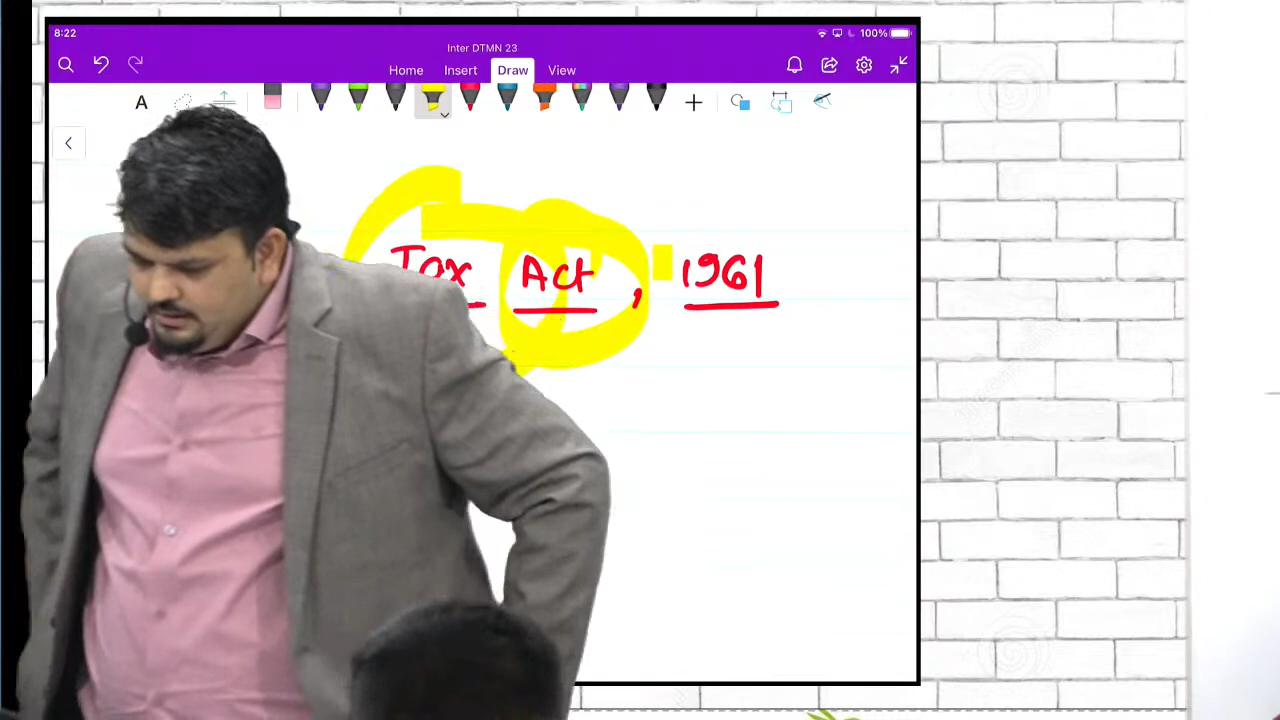 8:22
100%
Inter DTMN 23
Home Insert Draw View
A
Tax Act, 1961